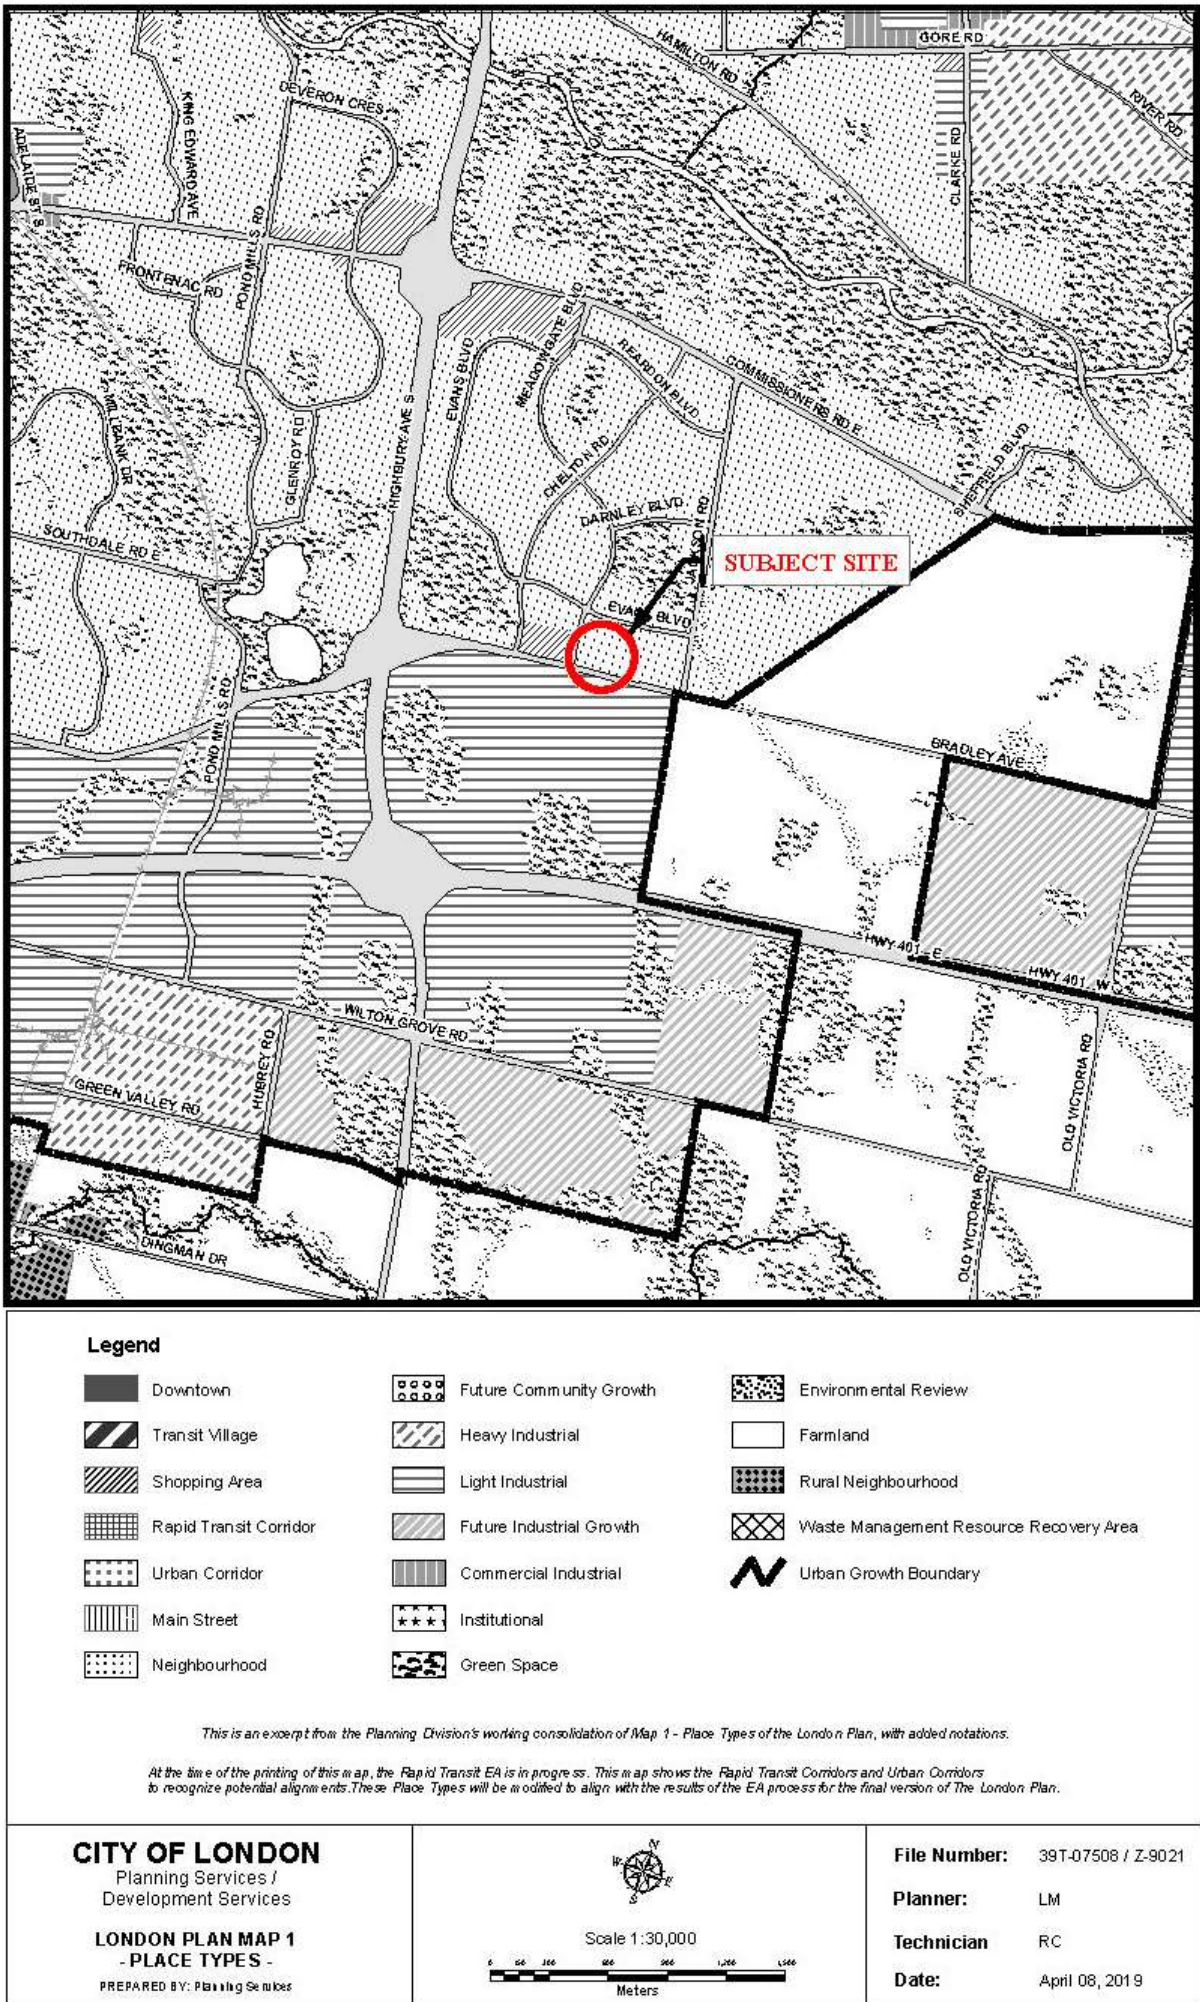 GORE RD
HAMILTON RD
RIVER RD
DEVERON CRES
KING EDWARD AVE
ADELAIDE ST S
CLARKE RD
POND MILLS RD
FRONTENAC RD
MEADOWGATE BLVD
EVANS BLVD
REARDON BLVD
COMMISSIONERS RD E
MILLBANK DR
GLENROY RD
HIGHBURY AVE S
CHELTON RD
SHEFFIELD BLVD
DARNLEY BLVD
SOUTHDALE RD E
SUBJECT SITE
EVANS BLVD
POND MILLS RD
BRADLEY AVE
HWY 401 E
HWY 401 W
WILTON GROVE RD
HUBREY RD
GREEN VALLEY RD
OLD VICTORIA RD
OLD VICTORIA RD
DINGMAN DR
Legend
Downtown
Transit Village
Shopping Area
Rapid Transit Corridor
Urban Corridor
Main Street
Neighbourhood
Future Community Growth
Heavy Industrial
Light Industrial
Future Industrial Growth
Commercial Industrial
Institutional
Green Space
Environmental Review
Farmland
Rural Neighbourhood
Waste Management Resource Recovery Area
Urban Growth Boundary
This is an excerpt from the Planning Division's working consolidation of Map 1 - Place Types of the London Plan, with added notations.
At the time of the printing of this map, the Rapid Transit EA is in progress. This map shows the Rapid Transit Corridors and Urban Corridors
to recognize potential alignments.These Place Types will be modified to align with the results of the EA process for the final version of The London Plan.
CITY OF LONDON
Planning Services /
Development Services
LONDON PLAN MAP 1
- PLACE TYPES -
PREPARED BY: Planning Services
N
W
E
S
Scale 1:30,000
Meters
File Number: 39T-07508 / Z-9021
Planner: LM
Technician RC
Date: April 08, 2019